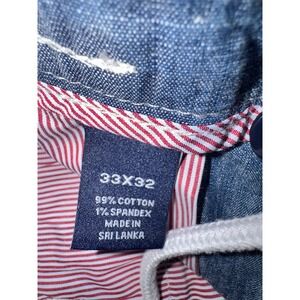 33X32
99% COTTON
1% SPANDEX
MADE IN
SRI LANKA